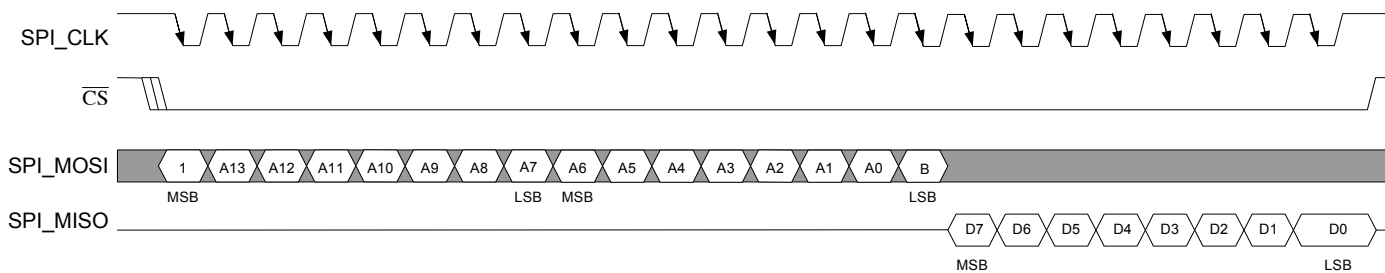 SPI_CLK
CS
SPI_MOSI 1 A13 A12 A11 A10 A9 A8 A7 A6 A5 A4 A3 A2 A1 A0 B
MSB LSB MSB LSB
SPI_MISO D7 D6 D5 D4 D3 D2 D1 D0
MSB LSB